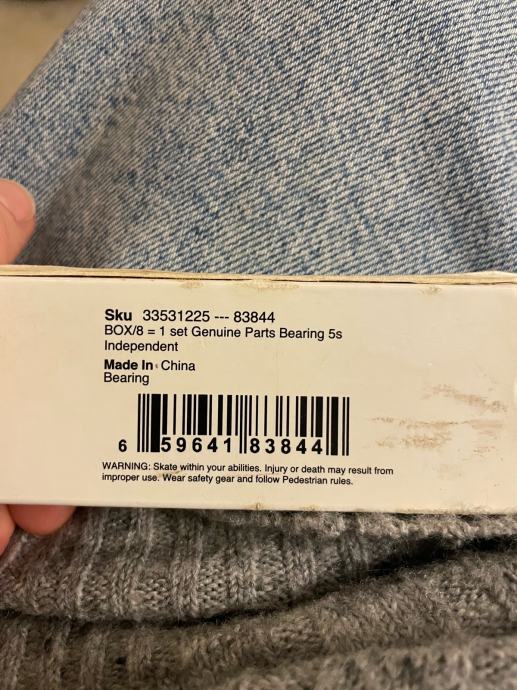 Sku 33531225 --- 83844
BOX/8 = 1 set Genuine Parts Bearing 5s
Independent
Made In China
Bearing
6 59641 83844
WARNING: Skate within your abilities. Injury or death may result from
improper use. Wear safety gear and follow Pedestrian rules.